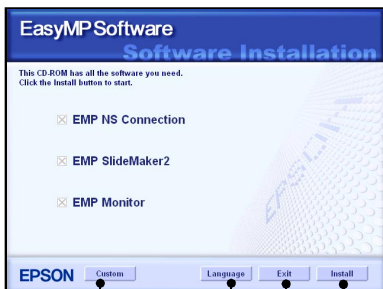 EasyMP Software
Software Installation
This CD-ROM has all the software you need.
Click the Install button to start.
EMP NS Connection
EMP SlideMaker2
EMP Monitor
EPSON
EPSON
Custom
Language
Exit
Install